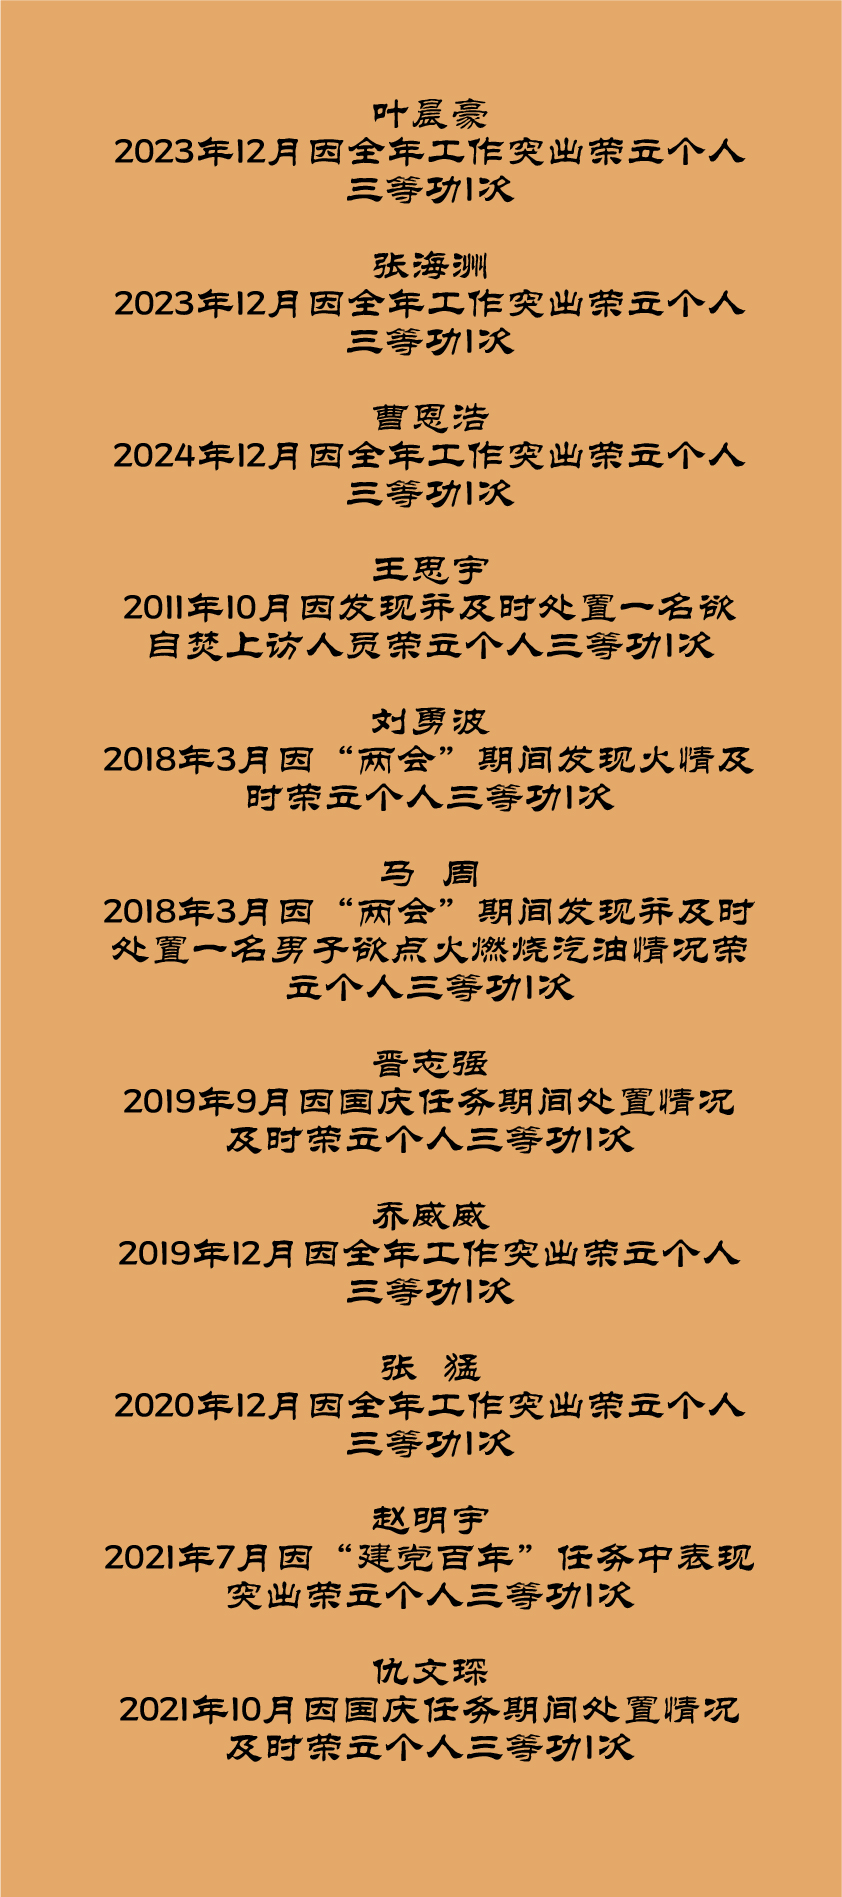 叶晨豪
2023年12月因全年工作突出荣立个人
三等功1次
张海洲
2023年12月因全年工作突出荣立个人
三等功1次
曹恩浩
2024年12月因全年工作突出荣立个人
三等功1次
王思宇
2011年10月因发现并及时处置一名欲
自焚上访人员荣立个人三等功1次
刘勇波
2018年3月因“两会”期间发现火情及
时荣立个人三等功1次
马 周
2018年3月因“两会”期间发现并及时
处置一名男子欲点火燃烧汽油情况荣
立个人三等功1次
晋志强
2019年9月因国庆任务期间处置情况
及时荣立个人三等功1次
乔威威
2019年12月因全年工作突出荣立个人
三等功1次
张 猛
2020年12月因全年工作突出荣立个人
三等功1次
赵明宇
2021年7月因“建党百年”任务中表现
突出荣立个人三等功1次
仇文琛
2021年10月因国庆任务期间处置情况
及时荣立个人三等功1次